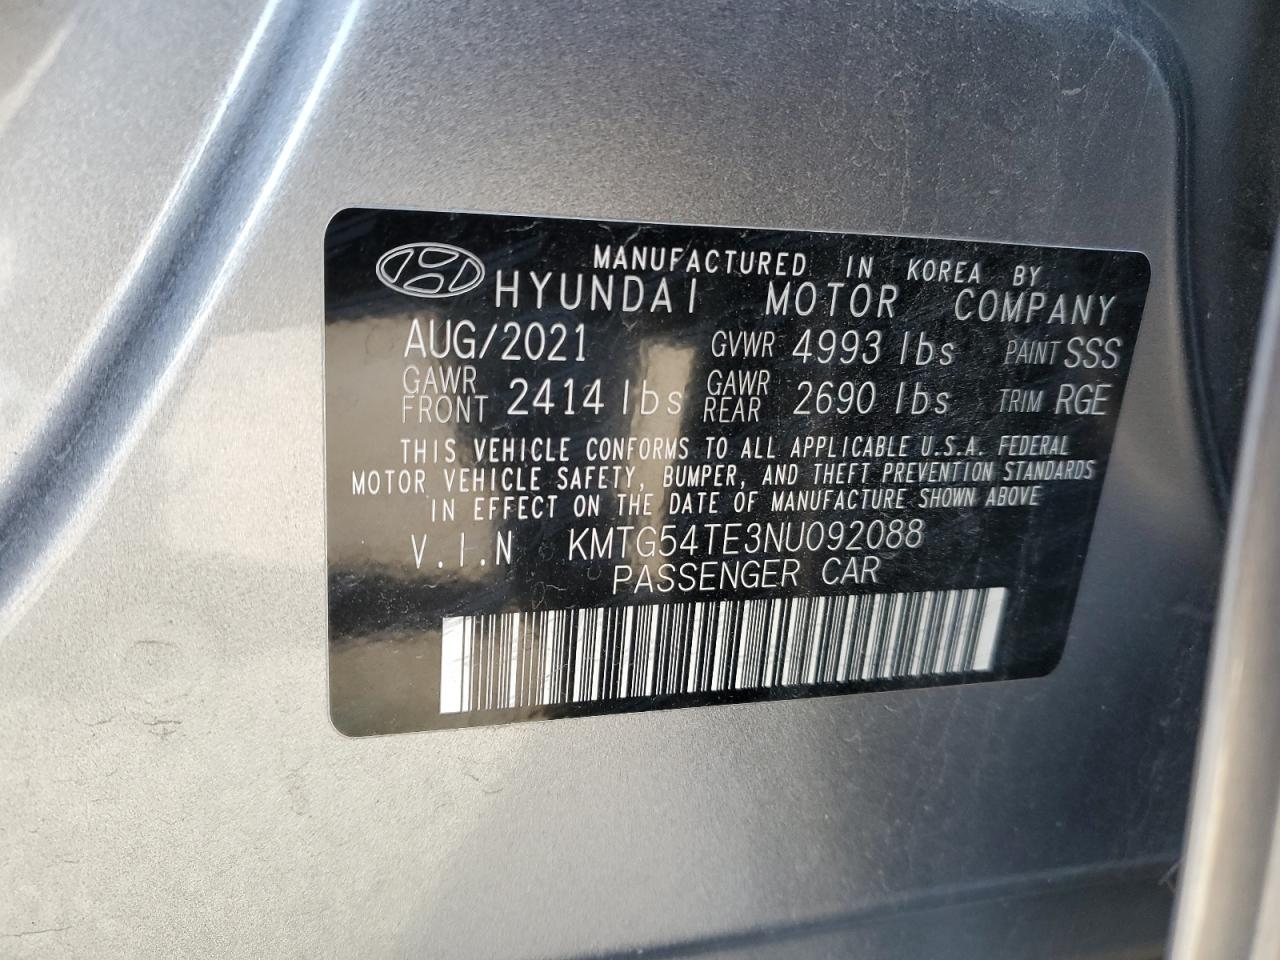 MANUFACTURED IN KOREA BY
HYUNDAI MOTOR COMPANY
AUG/2021 GVWR 4993 lbs PAINT SSS
GAWR FRONT 2414 lbs GAWR REAR 2690 lbs TRIM RGE
THIS VEHICLE CONFORMS TO ALL APPLICABLE U.S.A. FEDERAL
MOTOR VEHICLE SAFETY, BUMPER, AND THEFT PREVENTION STANDARDS
IN EFFECT ON THE DATE OF MANUFACTURE SHOWN ABOVE
V.I.N KMTG54TE3NU092088
PASSENGER CAR